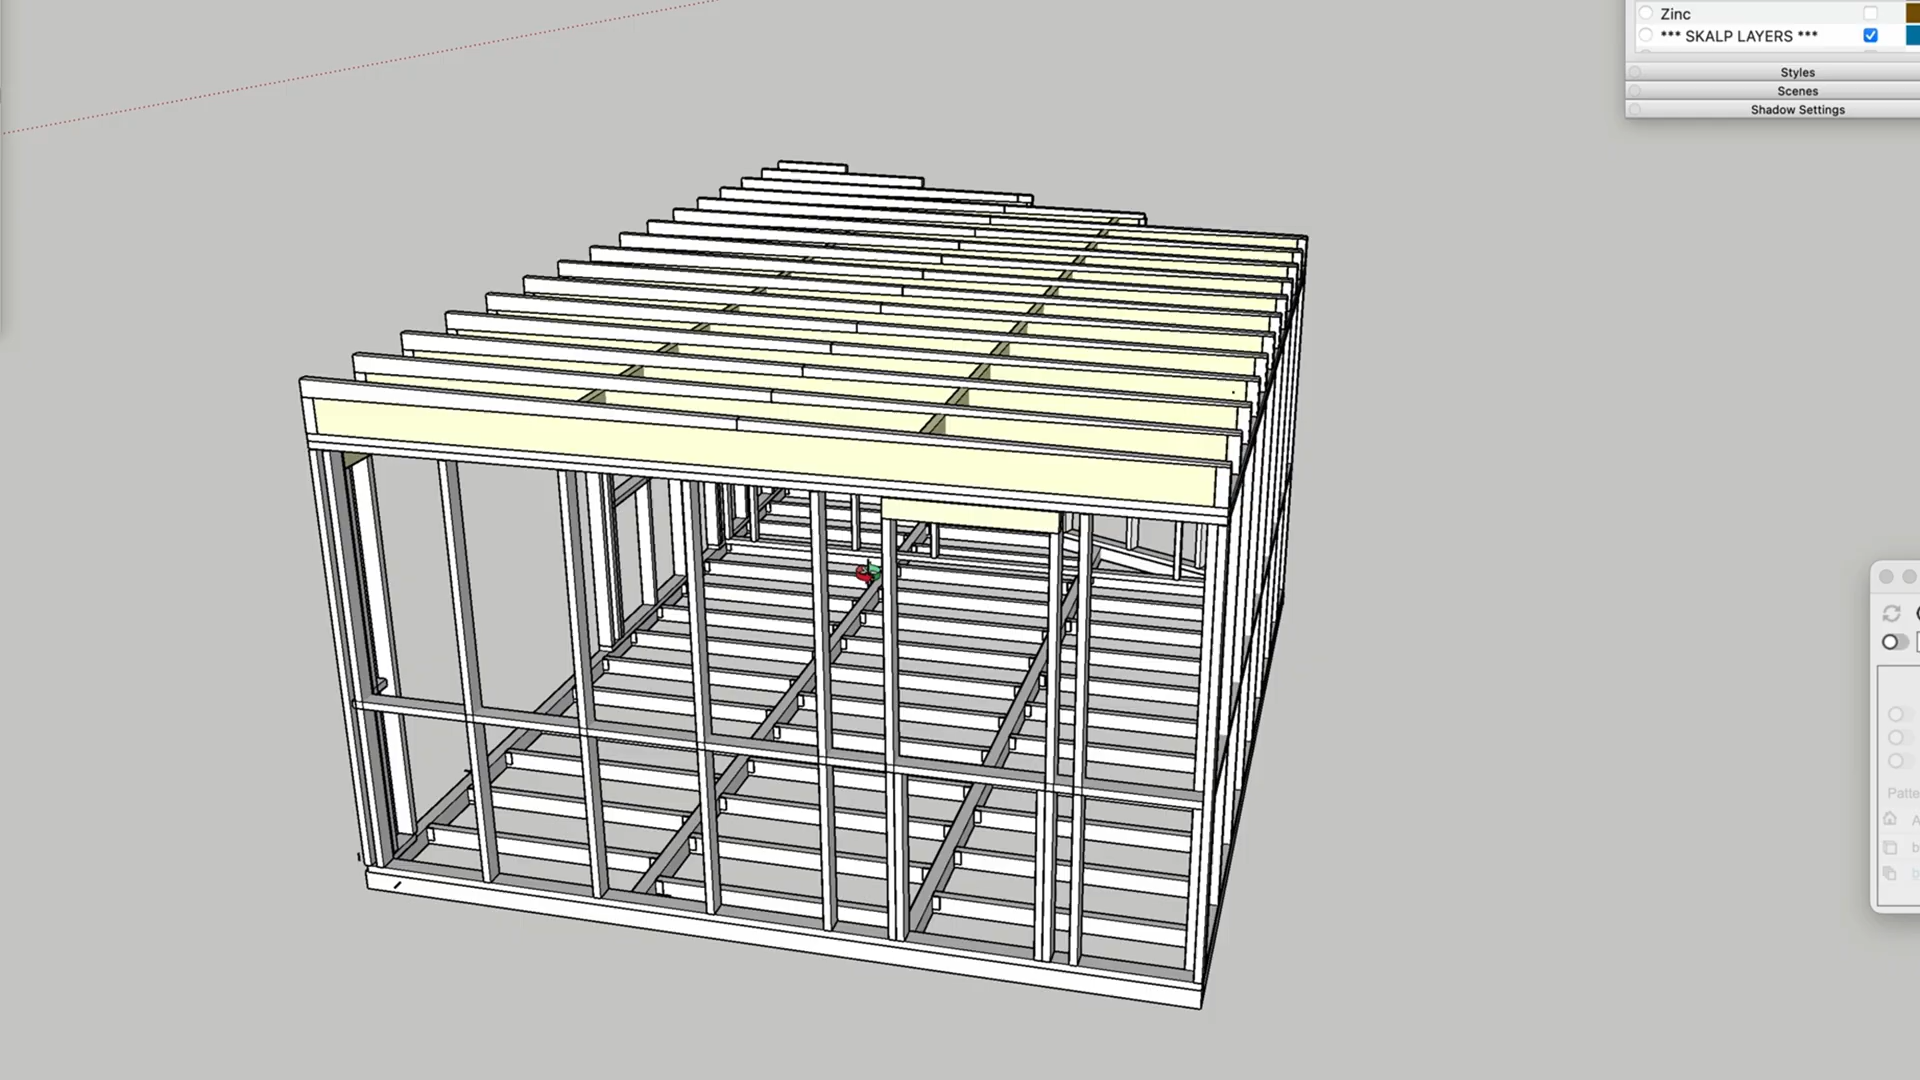 Zinc
*** SKALP LAYERS ***
Styles
Scenes
Shadow Settings